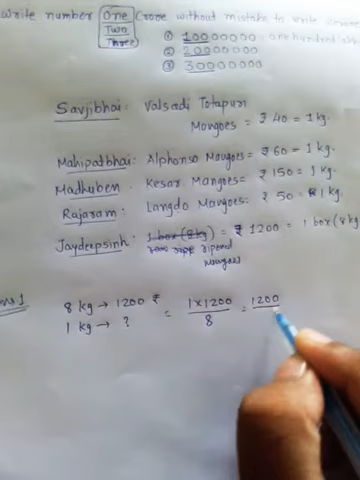 write number One Crore without mistake to write
Two
Three
① 10000000
② 20000000
③ 30000000
Savjibhai: Valsadi Totapuri
Mangoes = ₹ 40 = 1 kg.
Mahipatbhai: Alphonso Mangoes = ₹ 60 = 1 kg.
Madhuben. Kesar Mangoes = ₹ 150 = 1 kg.
Rajaram: Langdo Mangoes = ₹ 50 = 1 kg.
Jaydeepsinh: 1 box (8 kg) = ₹ 1200 = 1 box (8 kg
ripend
Mangoes
8 kg → 1200 ₹
1 kg → ?
= 1 x 1200 / 8 = 1200